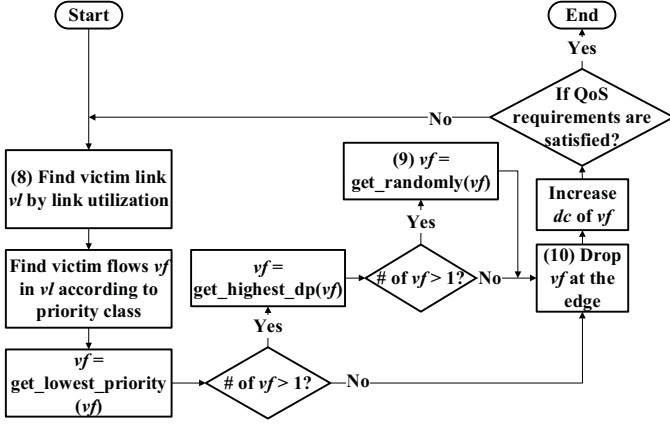 Start
End
Yes
If QoS
requirements are
satisfied?
No
(8) Find victim link
vl by link utilization
(9) vf =
get_randomly(vf)
Increase
dc of vf
Yes
Find victim flows vf
in vl according to
priority class
vf =
get_highest_dp(vf)
# of vf > 1?
No
(10) Drop
vf at the
edge
Yes
vf =
get_lowest_priority
(vf)
# of vf > 1?
No